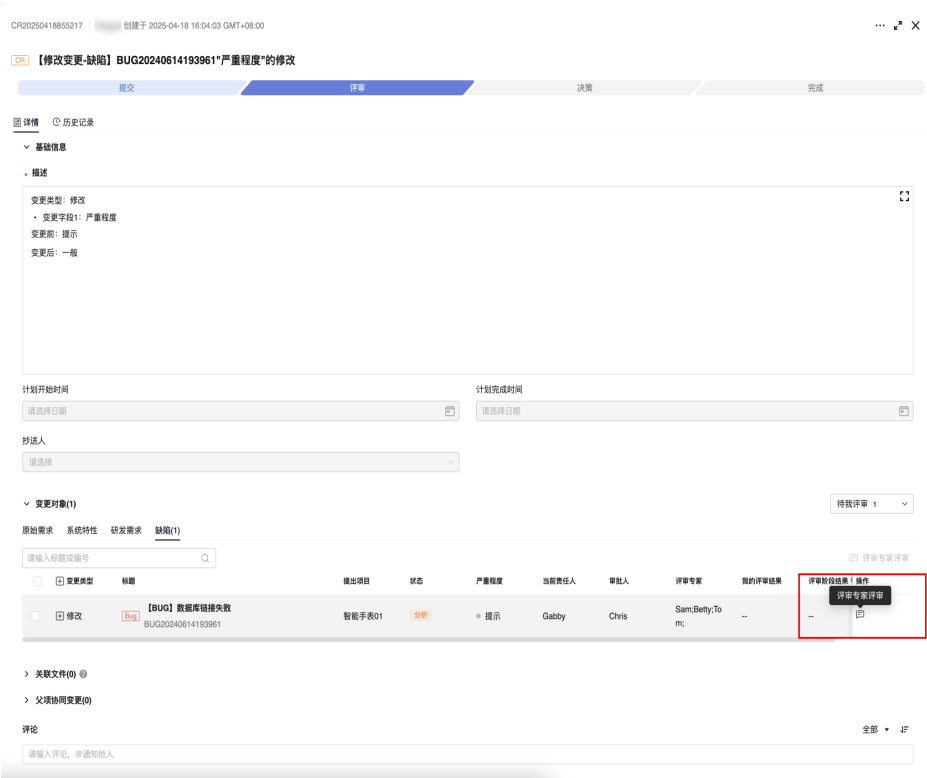 CR20250418855217 创建于 2025-04-18 16:04:03 GMT+08:00
CR 【修改变更-缺陷】BUG20240614193961"严重程度"的修改
提交 评审 决策 完成
详情 历史记录
基础信息
描述
变更类型：修改
• 变更字段1：严重程度
变更前：提示
变更后：一般
计划开始时间 计划完成时间
请选择日期 请选择日期
抄送人
请选择
变更对象(1) 待我评审 1
原始需求 系统特性 研发需求 缺陷(1)
请输入标题或编号 评审专家评审
变更类型 标题 提出项目 状态 严重程度 当前责任人 审批人 评审专家 我的评审结果 评审阶段结果 操作
评审专家评审
修改 Bug 【BUG】数据库链接失败 智能手表01 分析 提示 Gabby Chris Sam;Betty;To -- --
BUG20240614193961 m;
关联文件(0)
父项协同变更(0)
评论 全部
请输入评论，@通知他人